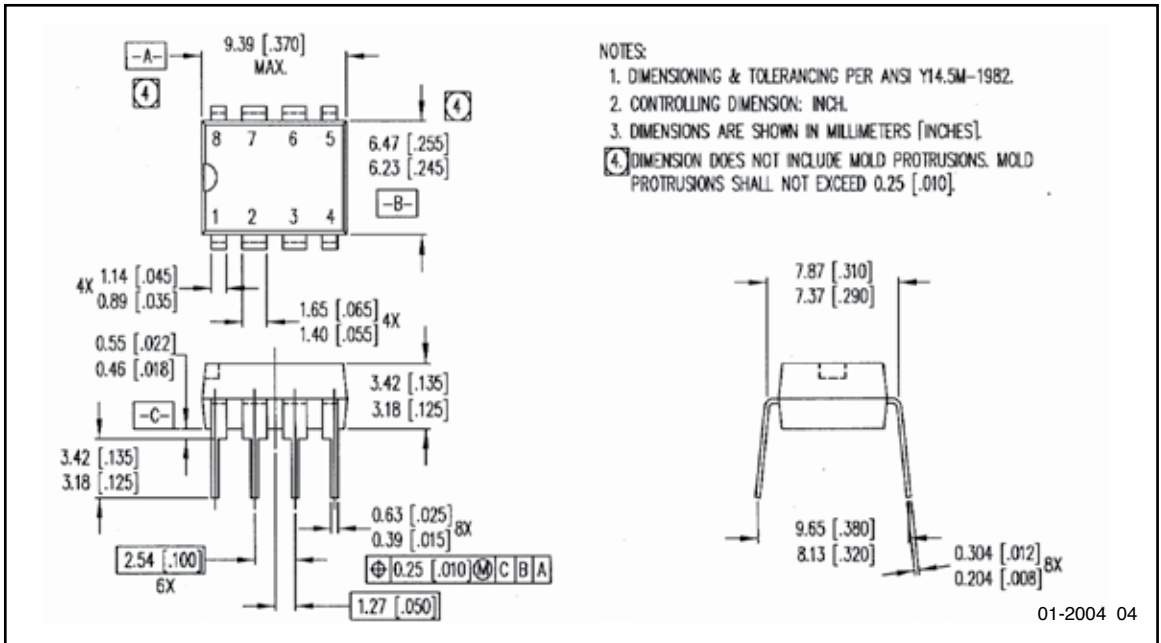 -A-
9.39 [.370]
MAX.
4
4
8 7 6 5
6.47 [.255]
6.23 [.245]
-B-
1 2 3 4
4X 1.14 [.045]
0.89 [.035]
1.65 [.065] 4X
1.40 [.055]
0.55 [.022]
0.46 [.018]
3.42 [.135]
3.18 [.125]
-C-
3.42 [.135]
3.18 [.125]
0.63 [.025] 8X
0.39 [.015]
2.54 [.100]
6X
⌖ 0.25 [.010] Ⓜ C B A
1.27 [.050]
NOTES:
1. DIMENSIONING & TOLERANCING PER ANSI Y14.5M-1982.
2. CONTROLLING DIMENSION: INCH.
3. DIMENSIONS ARE SHOWN IN MILLIMETERS [INCHES].
4. DIMENSION DOES NOT INCLUDE MOLD PROTRUSIONS. MOLD
PROTRUSIONS SHALL NOT EXCEED 0.25 [.010].
7.87 [.310]
7.37 [.290]
9.65 [.380]
8.13 [.320]
0.304 [.012] 8X
0.204 [.008]
01-2004 04